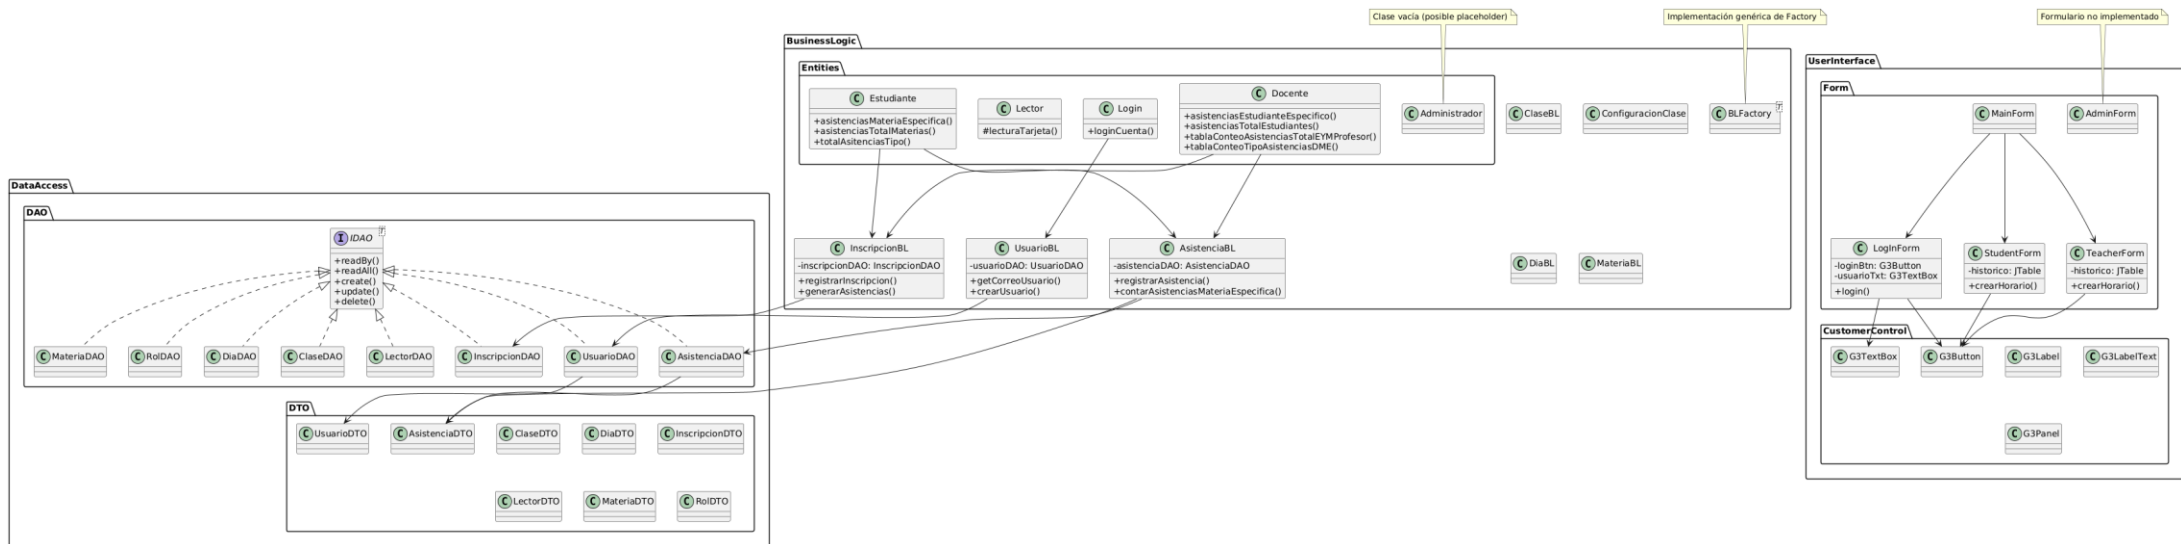 Clase vacía (posible placeholder)
Implementación genérica de Factory
Formulario no implementado
BusinessLogic
Entities
Estudiante
+asistenciasMateriaEspecifica()
+asistenciasTotalMaterias()
+totalAsitenciasTipo()
Lector
#lecturaTarjeta()
Login
+loginCuenta()
Docente
+asistenciasEstudianteEspecifico()
+asistenciasTotalEstudiantes()
+tablaConteoAsistenciasTotalEYMProfesor()
+tablaConteoTipoAsistenciasDME()
Administrador
ClaseBL
ConfiguracionClase
BLFactory
T
InscripcionBL
-inscripcionDAO: InscripcionDAO
+registrarInscripcion()
+generarAsistencias()
UsuarioBL
-usuarioDAO: UsuarioDAO
+getCorreoUsuario()
+crearUsuario()
AsistenciaBL
-asistenciaDAO: AsistenciaDAO
+registrarAsistencia()
+contarAsistenciasMateriaEspecifica()
DiaBL
MateriaBL
UserInterface
Form
MainForm
AdminForm
LogInForm
-loginBtn: G3Button
-usuarioTxt: G3TextBox
+login()
StudentForm
-historico: JTable
+crearHorario()
TeacherForm
-historico: JTable
+crearHorario()
CustomerControl
G3TextBox
G3Button
G3Label
G3LabelText
G3Panel
DataAccess
DAO
IDAO
T
+readBy()
+readAll()
+create()
+update()
+delete()
MateriaDAO
RolDAO
DiaDAO
ClaseDAO
LectorDAO
InscripcionDAO
UsuarioDAO
AsistenciaDAO
DTO
UsuarioDTO
AsistenciaDTO
ClaseDTO
DiaDTO
InscripcionDTO
LectorDTO
MateriaDTO
RolDTO